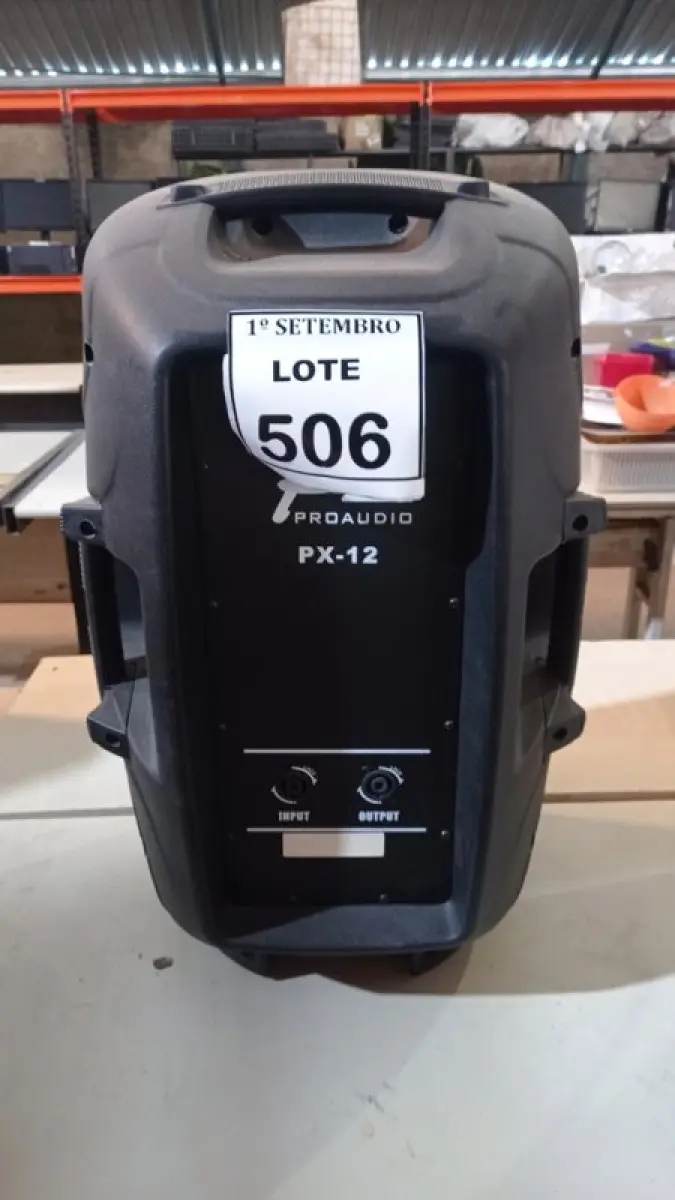 1º SETEMBRO
LOTE
506
PROAUDIO
PX-12
INPUT
OUTPUT